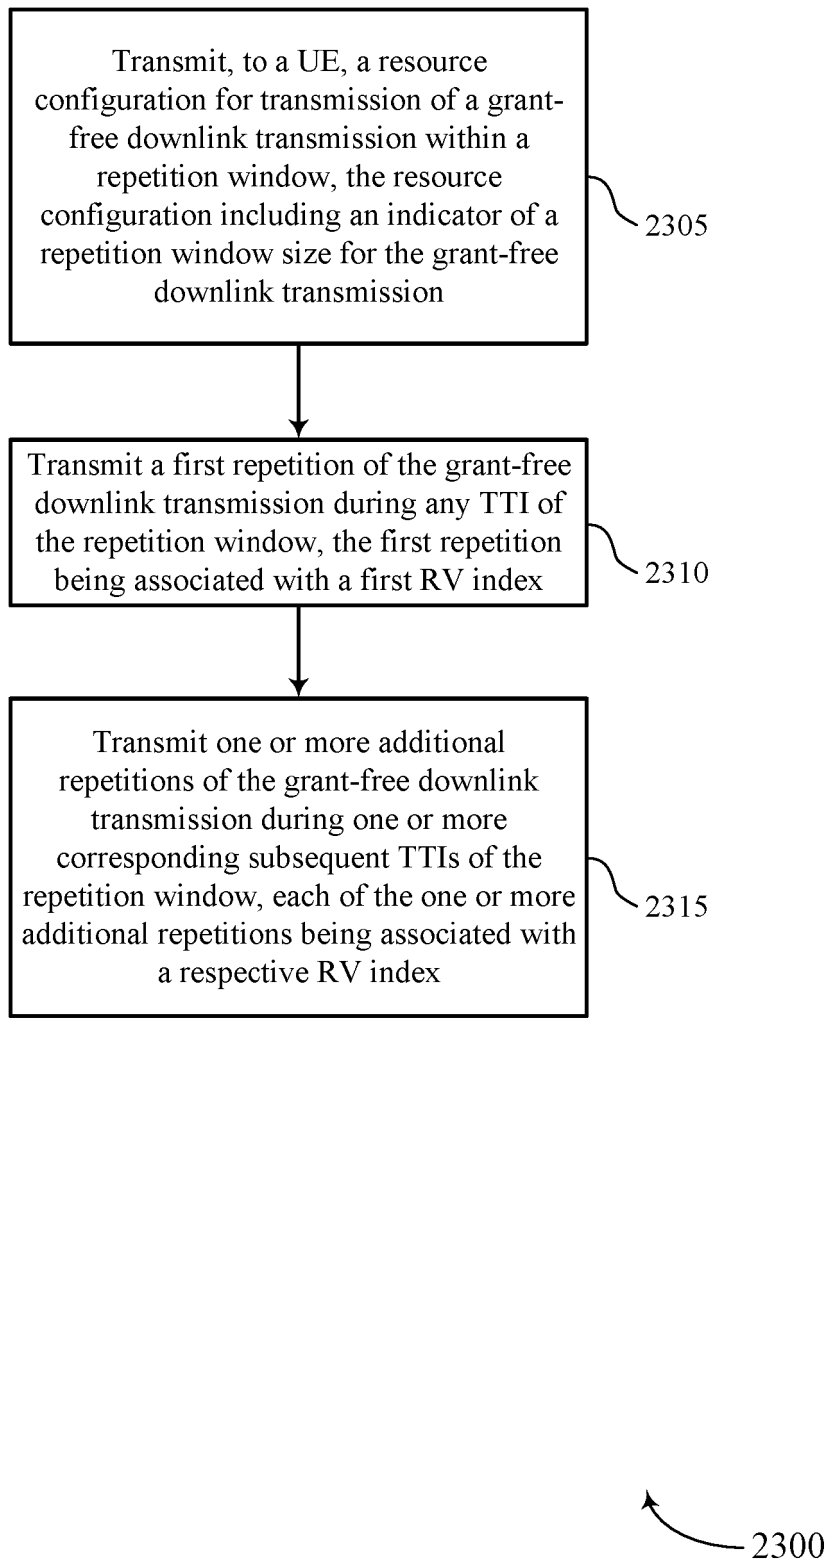 Transmit, to a UE, a resource
configuration for transmission of a grant-
free downlink transmission within a
repetition window, the resource
configuration including an indicator of a
repetition window size for the grant-free
downlink transmission
2305
Transmit a first repetition of the grant-free
downlink transmission during any TTI of
the repetition window, the first repetition
being associated with a first RV index
2310
Transmit one or more additional
repetitions of the grant-free downlink
transmission during one or more
corresponding subsequent TTIs of the
repetition window, each of the one or more
additional repetitions being associated with
a respective RV index
2315
2300